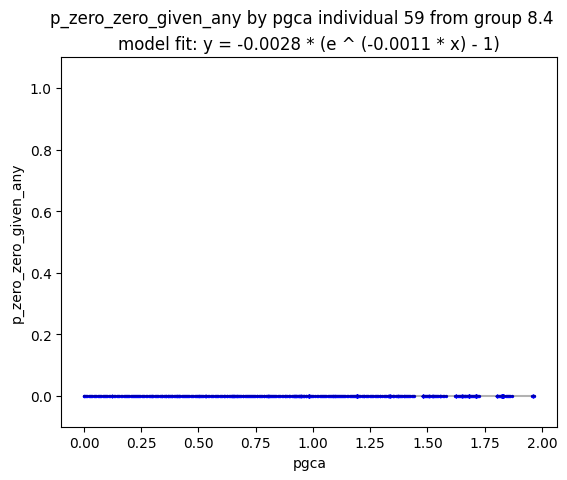 p_zero_zero_given_any by pgca individual 59 from group 8.4
model fit: y = -0.0028 * (e ^ (-0.0011 * x) - 1)
1.0
0.8
0.6
0.4
0.2
0.0
p_zero_zero_given_any
0.00 0.25 0.50 0.75 1.00 1.25 1.50 1.75 2.00
pgca